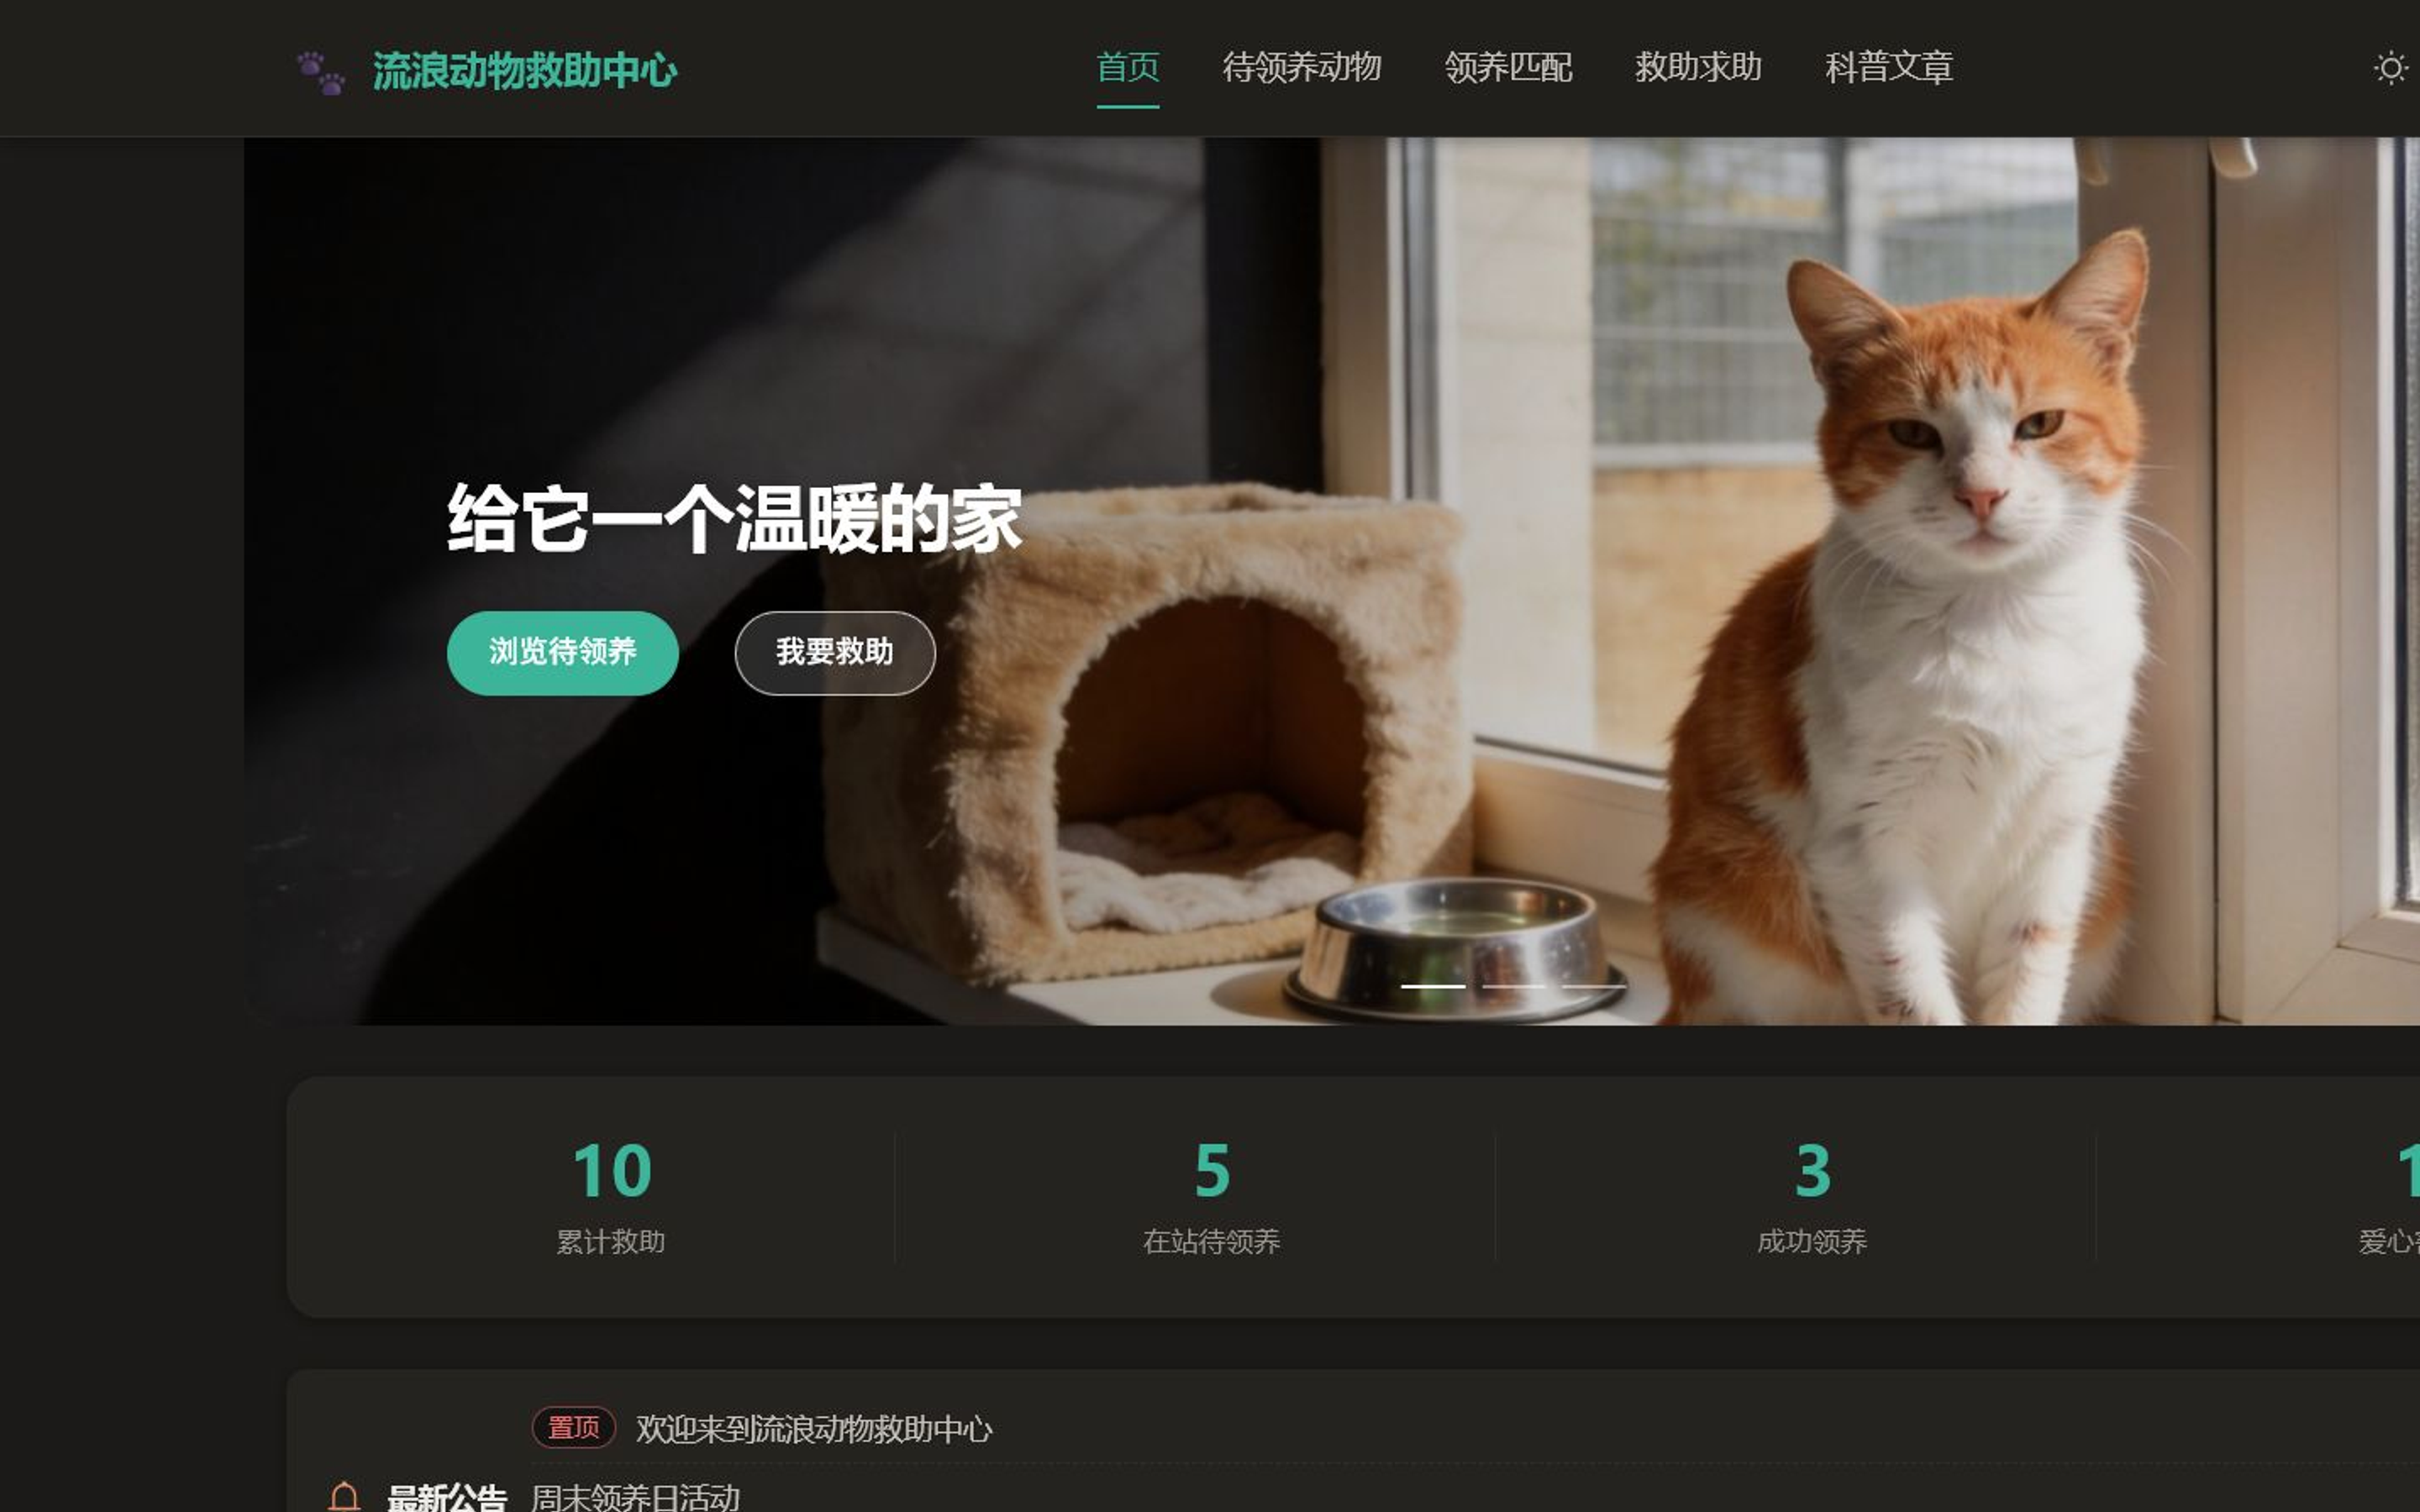 流浪动物救助中心
首页 待领养动物 领养匹配 救助求助 科普文章
给它一个温暖的家
浏览待领养 我要救助
10 5 3
累计救助 在站待领养 成功领养 爱心
置顶 欢迎来到流浪动物救助中心
最新公告 周末领养日活动